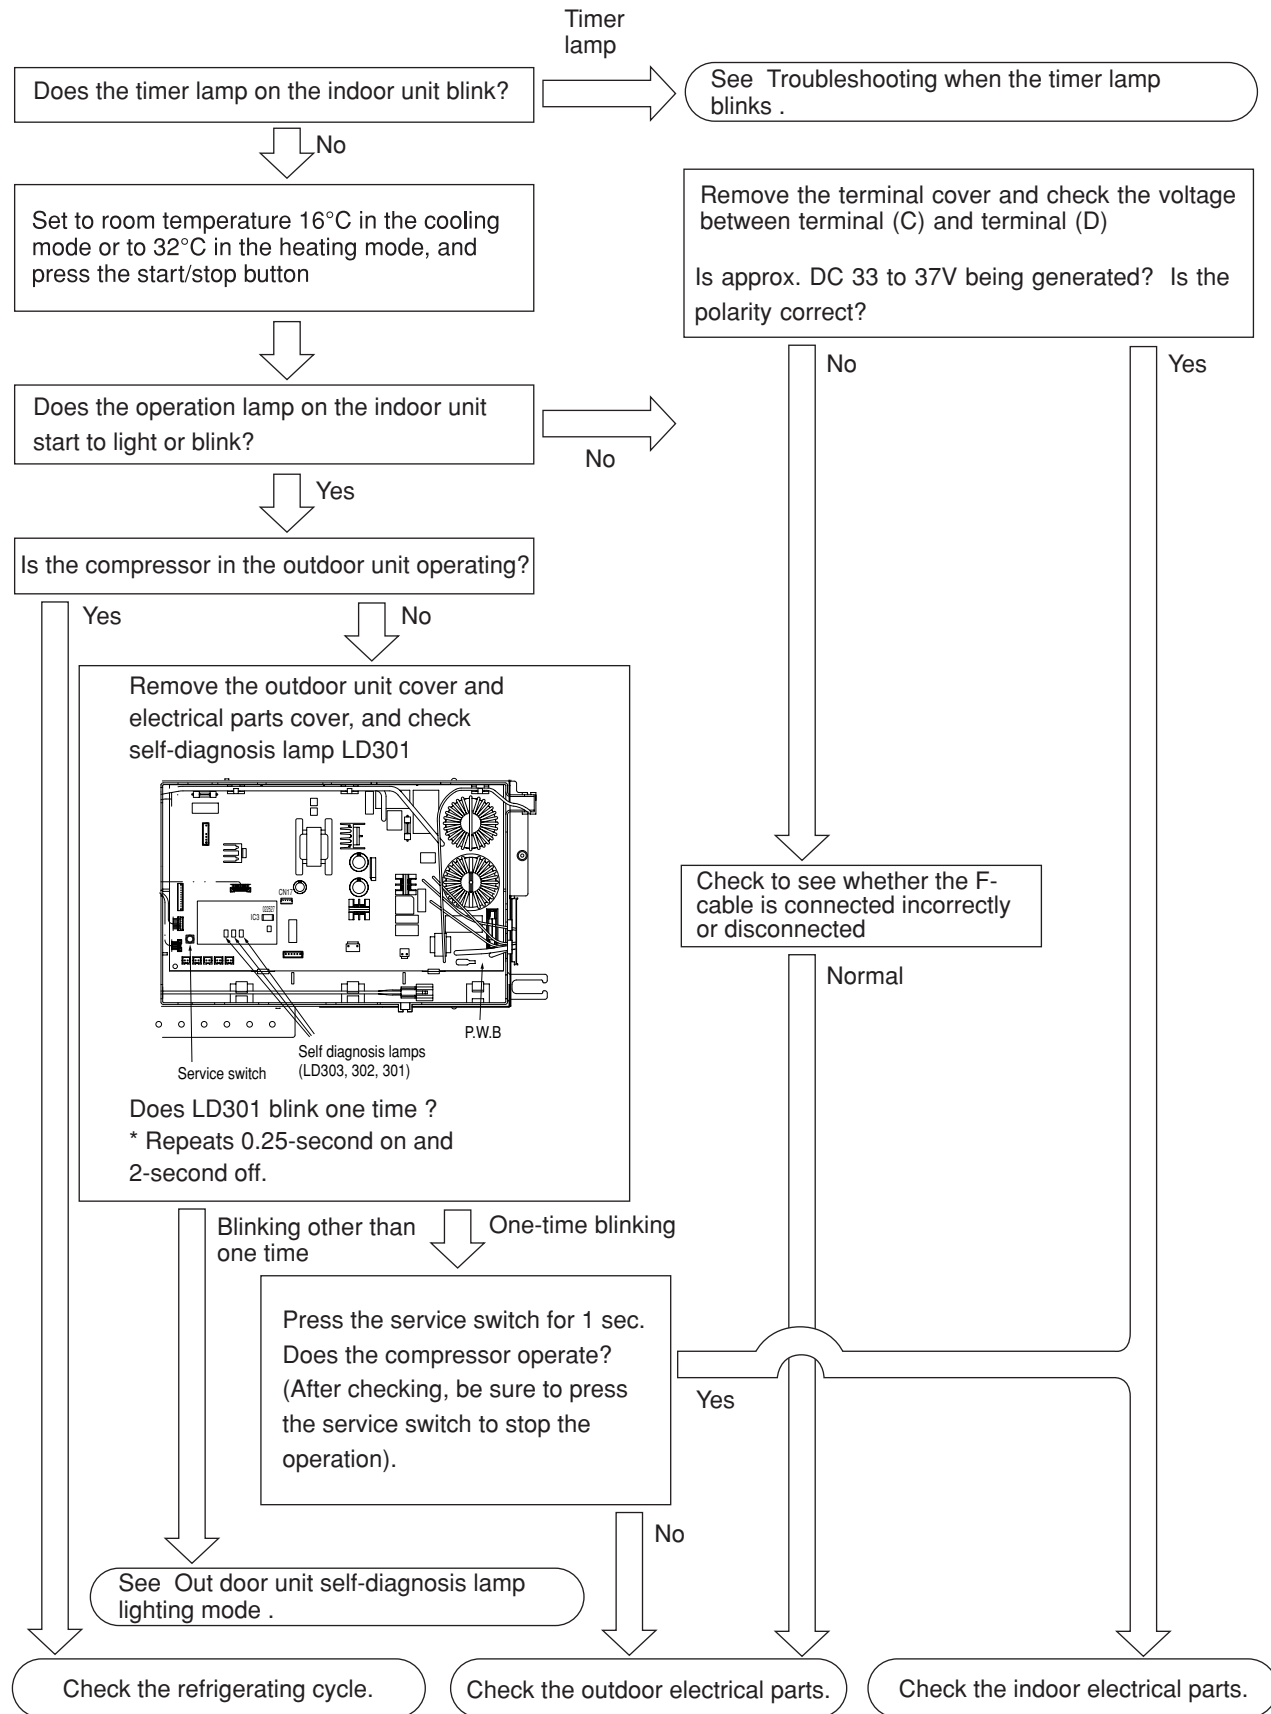 Timer
lamp
Does the timer lamp on the indoor unit blink?
See Troubleshooting when the timer lamp
blinks .
No
Set to room temperature 16°C in the cooling
mode or to 32°C in the heating mode, and
press the start/stop button
Remove the terminal cover and check the voltage
between terminal (C) and terminal (D)
Is approx. DC 33 to 37V being generated? Is the
polarity correct?
No
Yes
Does the operation lamp on the indoor unit
start to light or blink?
No
Yes
Is the compressor in the outdoor unit operating?
Yes
No
Remove the outdoor unit cover and
electrical parts cover, and check
self-diagnosis lamp LD301
CN17
IC3
P.W.B
Self diagnosis lamps
(LD303, 302, 301)
Service switch
Does LD301 blink one time ?
* Repeats 0.25-second on and
2-second off.
Check to see whether the F-
cable is connected incorrectly
or disconnected
Normal
Blinking other than
one time
One-time blinking
Press the service switch for 1 sec.
Does the compressor operate?
(After checking, be sure to press
the service switch to stop the
operation).
Yes
No
See Out door unit self-diagnosis lamp
lighting mode .
Check the refrigerating cycle.
Check the outdoor electrical parts.
Check the indoor electrical parts.